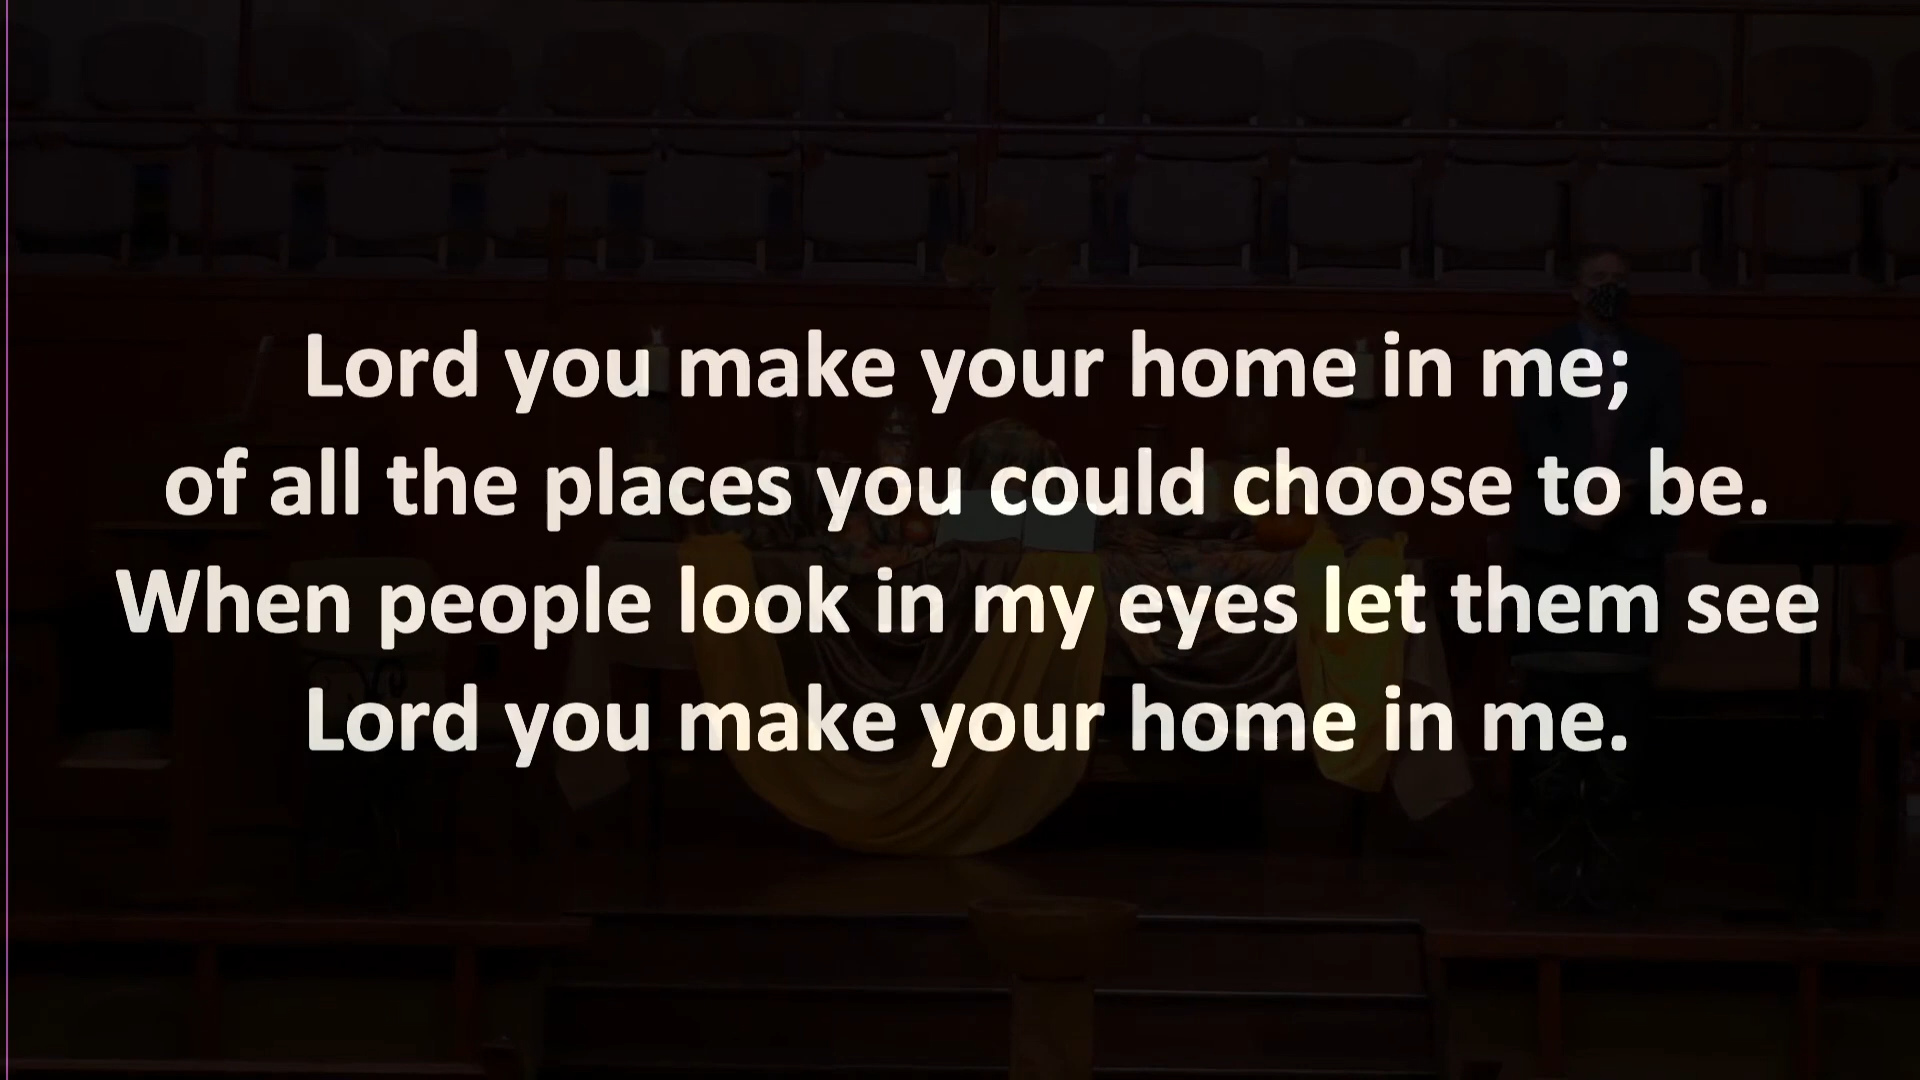 Lord you make your home in me;
of all the places you could choose to be.
When people look in my eyes let them see
Lord you make your home in me.